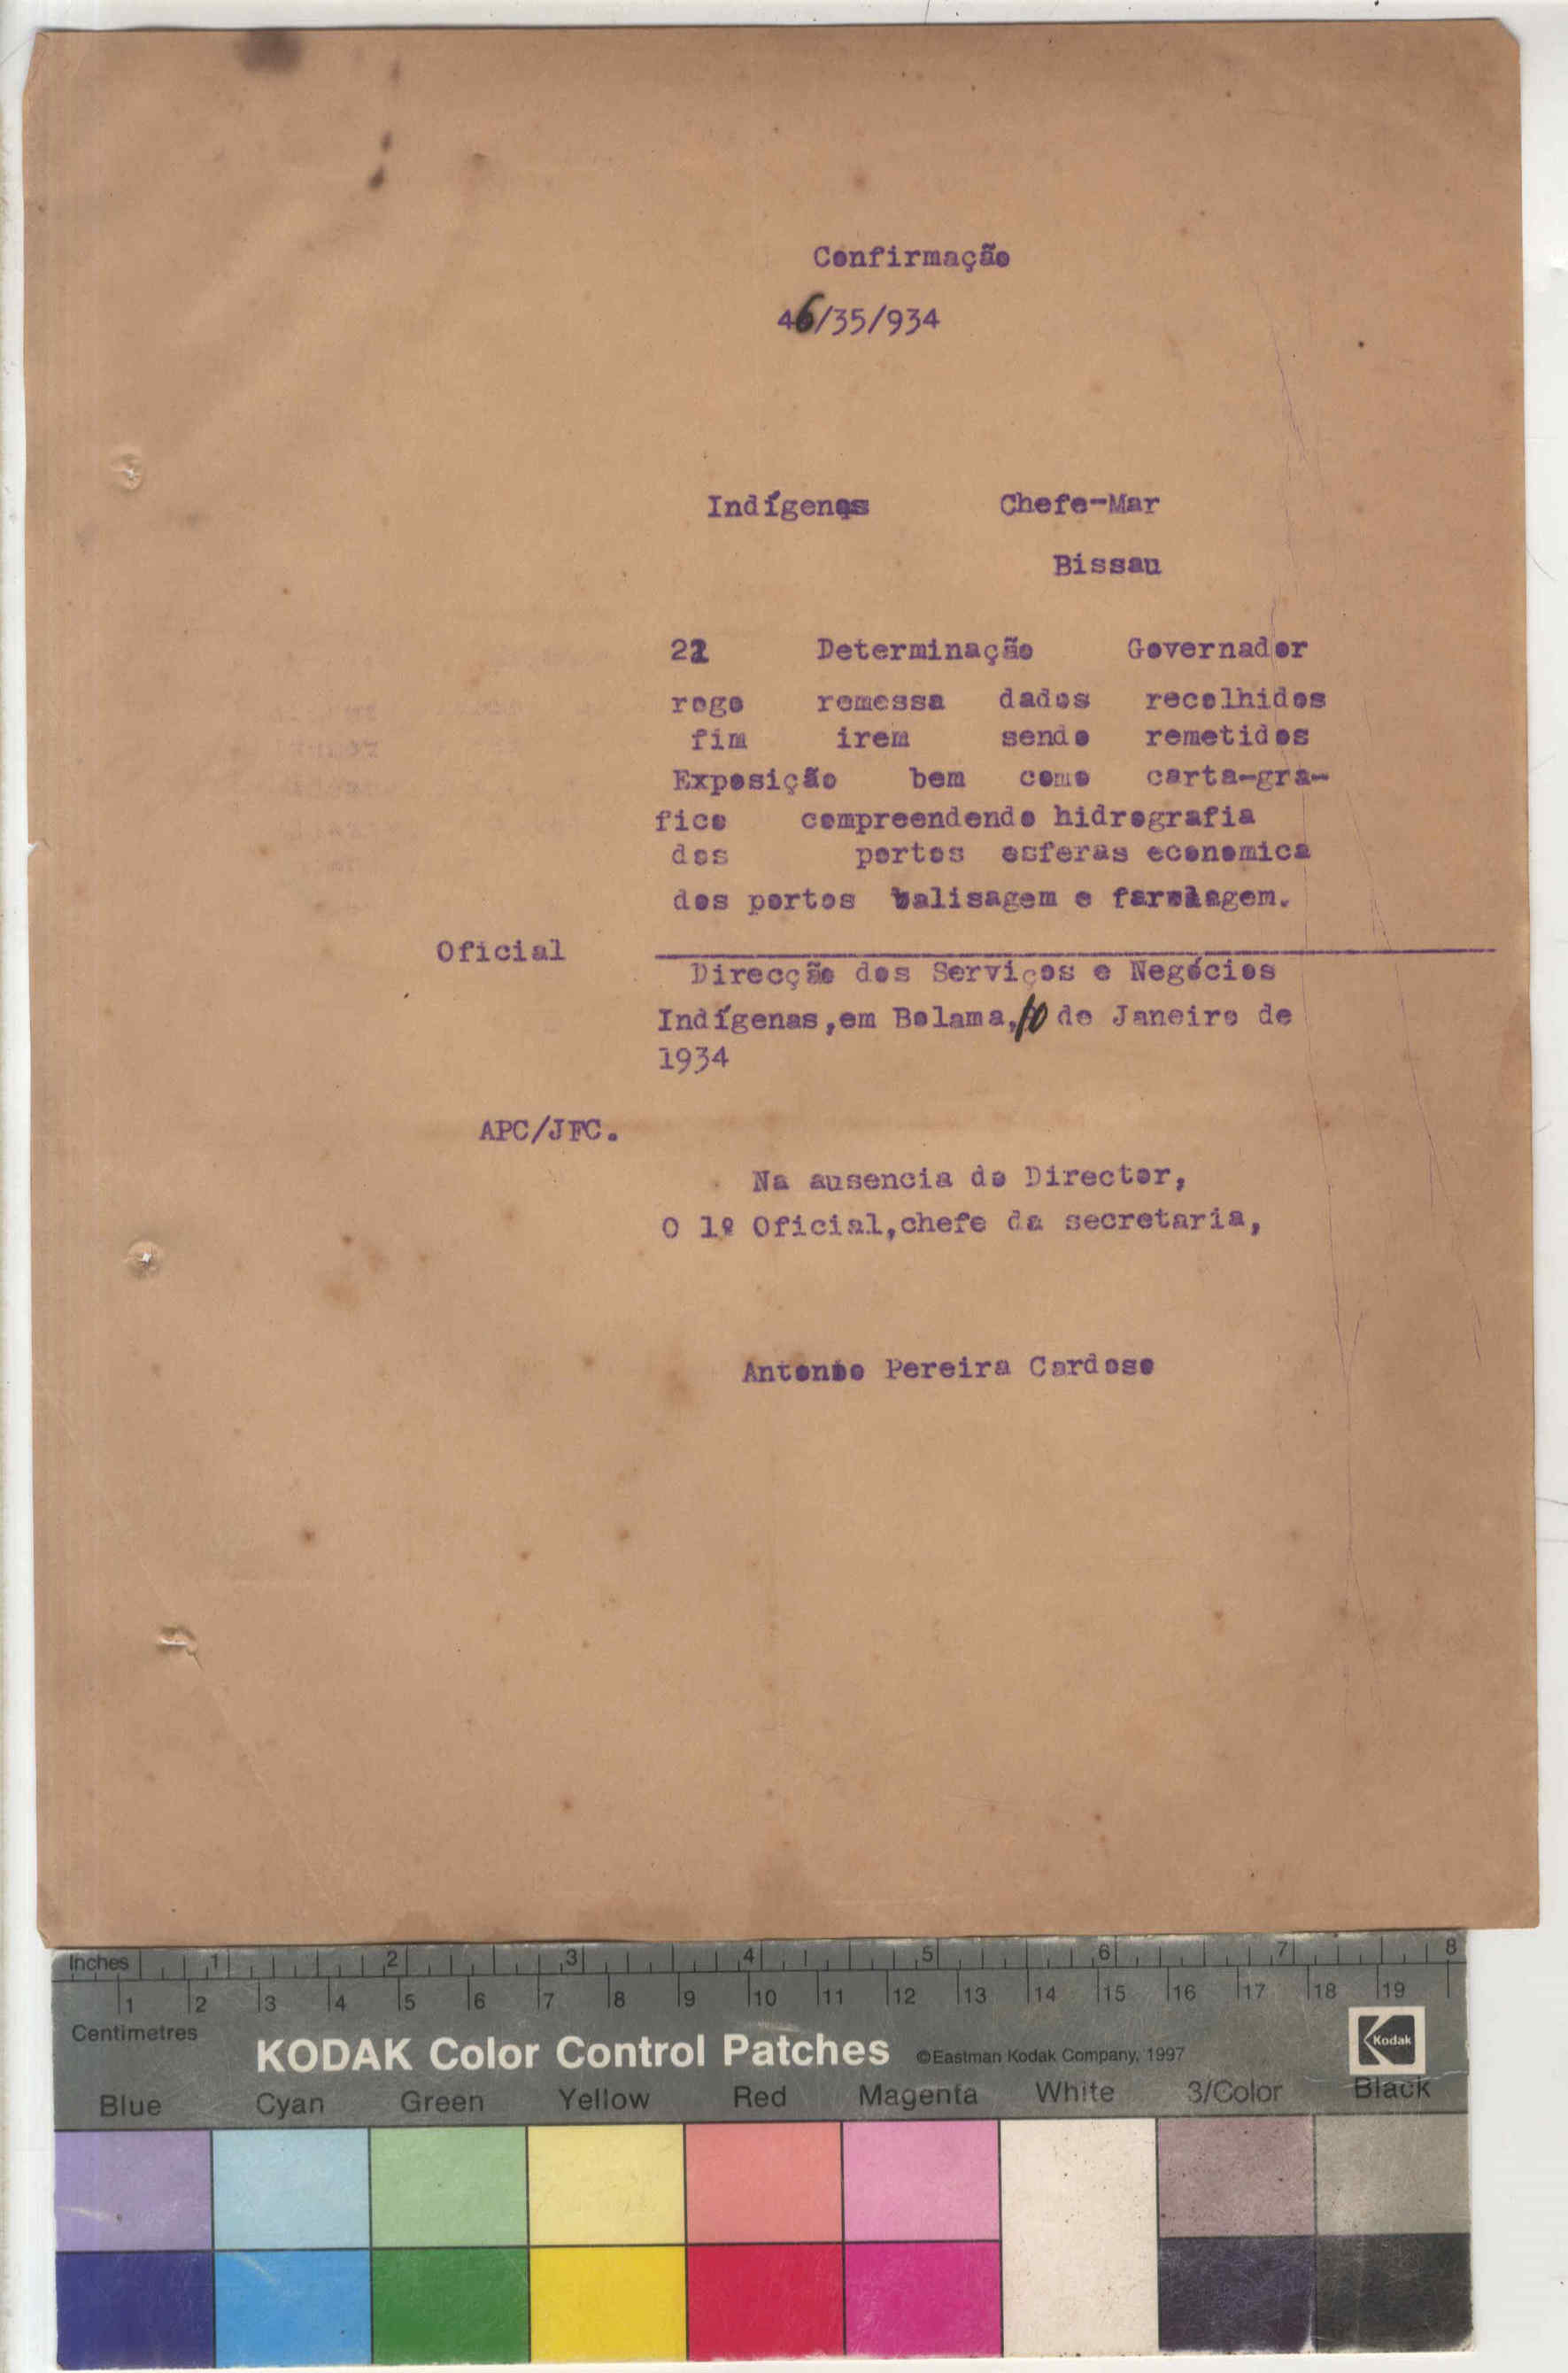 Confirmação
46/35/934
Indígenas Chefe-Mar
Bissau
21 Determinação Governador
rogo remessa dados recolhidos
fim irem sendo remetidos
Exposição bem como carta-gra-
fico compreendendo hidrografia
dos portos esferas economica
dos portos balisagem e farolagem.
Oficial
Direcção dos Serviços e Negócios
Indígenas,em Bolama,10 de Janeiro de
1934
APC/JFC.
Na ausencia do Director,
O 1º Oficial,chefe da secretaria,
Antonio Pereira Cardoso
Inches 1 2 3 4 5 6 7 8
1 2 3 4 5 6 7 8 9 10 11 12 13 14 15 16 17 18 19
Centimetres
KODAK Color Control Patches ©Eastman Kodak Company, 1997 Kodak
Blue Cyan Green Yellow Red Magenta White 3/Color Black